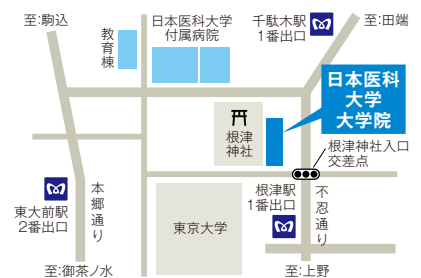 至:駒込
日本医科大学
付属病院
千駄木駅
1番出口
至:田端
教育棟
日本医科
大学
大学院
根津
神社
根津神社入口
交差点
本郷通り
東大前駅
2番出口
東京大学
根津駅
1番出口
不忍通り
至:御茶ノ水
至:上野